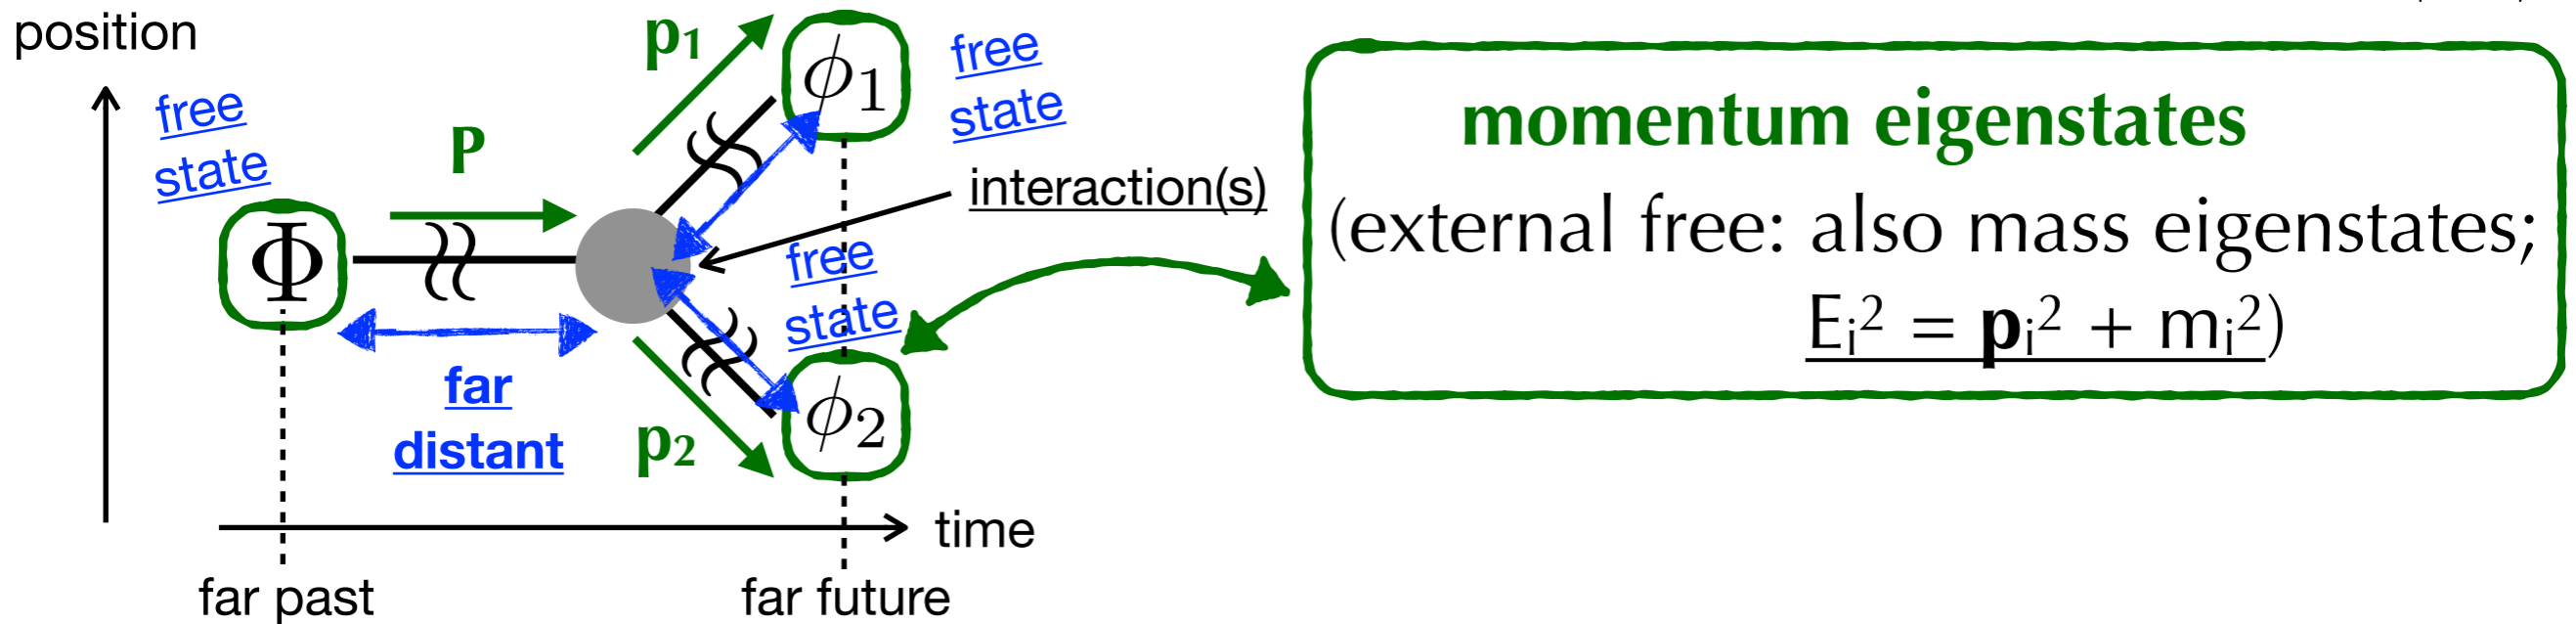 position
p₁
ϕ₁
free
state
free
state
P
momentum eigenstates
(external free: also mass eigenstates;
Eᵢ² = pᵢ² + mᵢ²)
interaction(s)
Φ
free
state
far
distant
p₂
ϕ₂
time
far past
far future